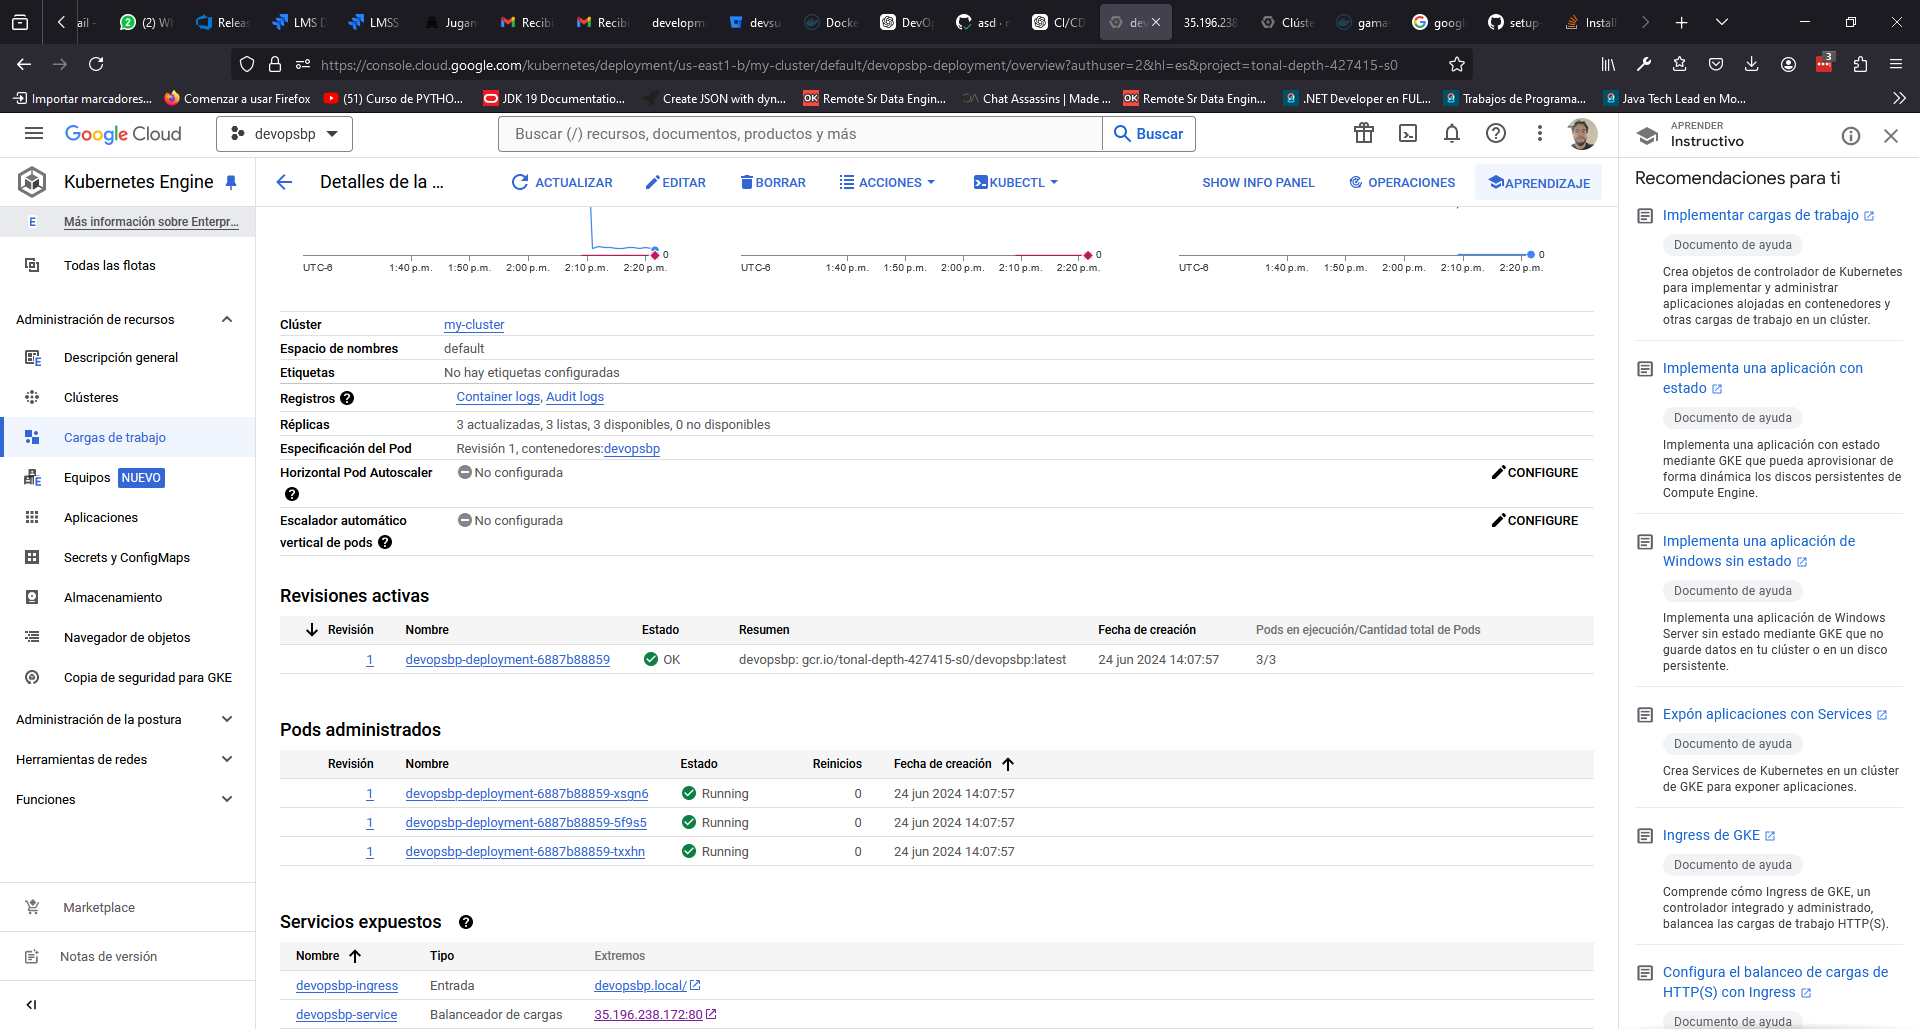 ail -
(2) W
Releas
LMS D
LMSS
Jugan
Recibi
Recibi
developm
devsu
Docke
DevOp
asd ·
CI/CD
dev
35.196.238
Clúste
gama
googl
setup-
Install
https://console.cloud.google.com/kubernetes/deployment/us-east1-b/my-cluster/default/devopsbp-deployment/overview?authuser=2&hl=es&project=tonal-depth-427415-s0
3
Importar marcadores...
Comenzar a usar Firefox
(51) Curso de PYTHO...
JDK 19 Documentatio...
Create JSON with dyn...
Remote Sr Data Engin...
Chat Assassins | Made ...
Remote Sr Data Engin...
.NET Developer en FUL...
Trabajos de Programa...
Java Tech Lead en Mo...
Google Cloud
devopsbp
Buscar (/) recursos, documentos, productos y más
Buscar
APRENDER
Instructivo
Kubernetes Engine
Detalles de la ...
ACTUALIZAR
EDITAR
BORRAR
ACCIONES
KUBECTL
SHOW INFO PANEL
OPERACIONES
APRENDIZAJE
E
Más información sobre Enterpr...
Todas las flotas
Administración de recursos
Descripción general
Clústeres
Cargas de trabajo
Equipos NUEVO
Aplicaciones
Secrets y ConfigMaps
Almacenamiento
Navegador de objetos
Copia de seguridad para GKE
Administración de la postura
Herramientas de redes
Funciones
Marketplace
Notas de versión
0
UTC-6 1:40 p.m. 1:50 p.m. 2:00 p.m. 2:10 p.m. 2:20 p.m.
0
UTC-6 1:40 p.m. 1:50 p.m. 2:00 p.m. 2:10 p.m. 2:20 p.m.
0
UTC-6 1:40 p.m. 1:50 p.m. 2:00 p.m. 2:10 p.m. 2:20 p.m.
Clúster my-cluster
Espacio de nombres default
Etiquetas No hay etiquetas configuradas
Registros Container logs, Audit logs
Réplicas 3 actualizadas, 3 listas, 3 disponibles, 0 no disponibles
Especificación del Pod Revisión 1, contenedores:devopsbp
Horizontal Pod Autoscaler No configurada CONFIGURE
Escalador automático No configurada CONFIGURE
vertical de pods
Revisiones activas
Revisión Nombre Estado Resumen Fecha de creación Pods en ejecución/Cantidad total de Pods
1 devopsbp-deployment-6887b88859 OK devopsbp: gcr.io/tonal-depth-427415-s0/devopsbp:latest 24 jun 2024 14:07:57 3/3
Pods administrados
Revisión Nombre Estado Reinicios Fecha de creación
1 devopsbp-deployment-6887b88859-xsgn6 Running 0 24 jun 2024 14:07:57
1 devopsbp-deployment-6887b88859-5f9s5 Running 0 24 jun 2024 14:07:57
1 devopsbp-deployment-6887b88859-txxhn Running 0 24 jun 2024 14:07:57
Servicios expuestos
Nombre Tipo Extremos
devopsbp-ingress Entrada devopsbp.local/
devopsbp-service Balanceador de cargas 35.196.238.172:80
Recomendaciones para ti
Implementar cargas de trabajo
Documento de ayuda
Crea objetos de controlador de Kubernetes
para implementar y administrar
aplicaciones alojadas en contenedores y
otras cargas de trabajo en un clúster.
Implementa una aplicación con
estado
Documento de ayuda
Implementa una aplicación con estado
mediante GKE que pueda aprovisionar de
forma dinámica los discos persistentes de
Compute Engine.
Implementa una aplicación de
Windows sin estado
Documento de ayuda
Implementa una aplicación de Windows
Server sin estado mediante GKE que no
guarde datos en tu clúster o en un disco
persistente.
Expón aplicaciones con Services
Documento de ayuda
Crea Services de Kubernetes en un clúster
de GKE para exponer aplicaciones.
Ingress de GKE
Documento de ayuda
Comprende cómo Ingress de GKE, un
controlador integrado y administrado,
balancea las cargas de trabajo HTTP(S).
Configura el balanceo de cargas de
HTTP(S) con Ingress
Documento de ayuda